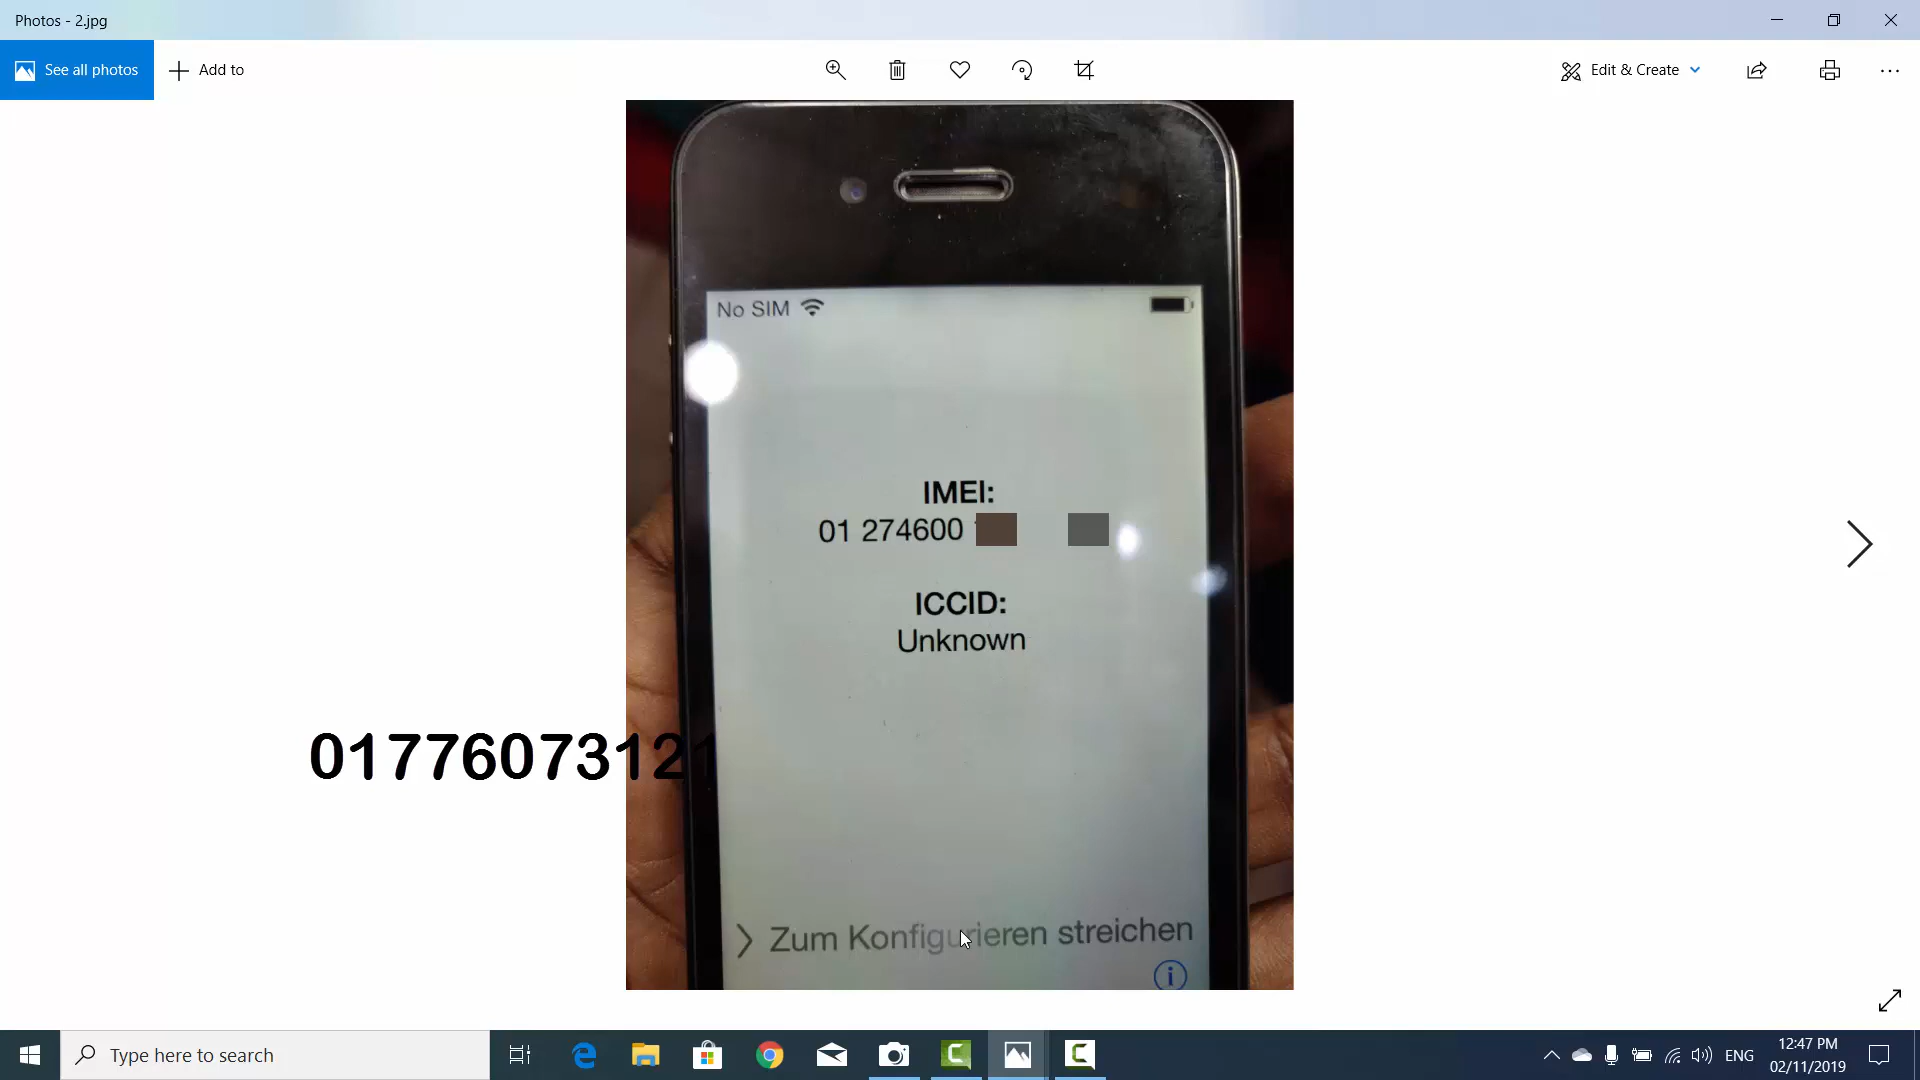 Photos - 2.jpg
See all photos
Add to
Edit & Create
No SIM
IMEI:
01 274600
ICCID:
Unknown
01776073121
Zum Konfigurieren streichen
i
Type here to search
ENG
12:47 PM
02/11/2019